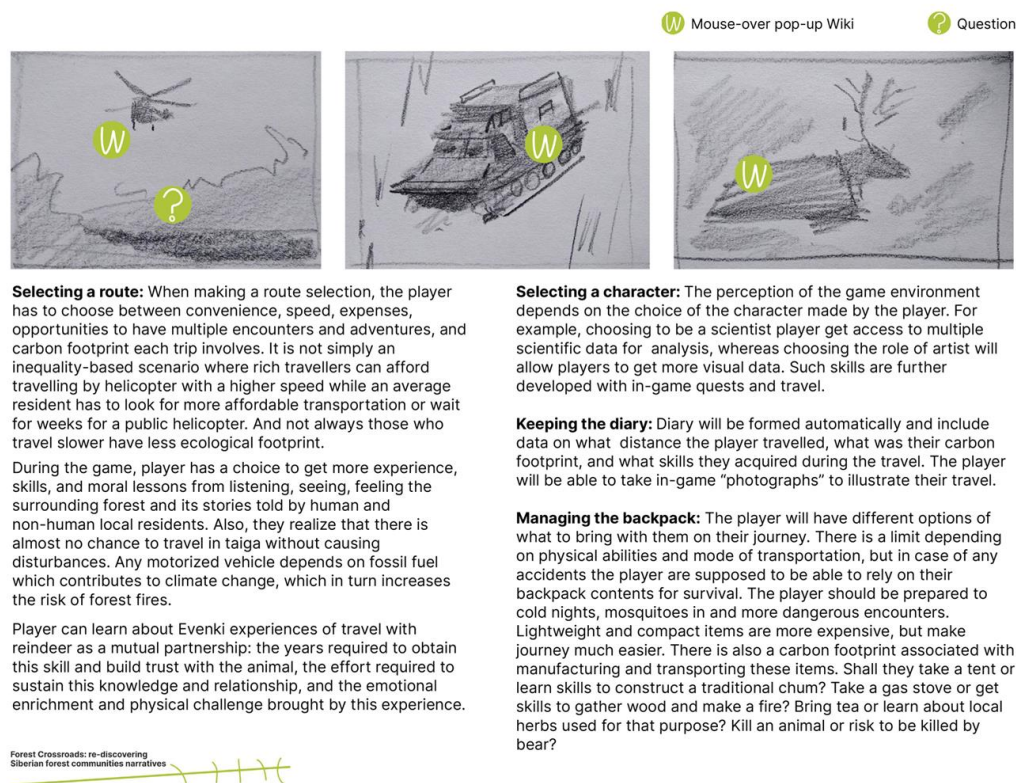 W Mouse-over pop-up Wiki
? Question
W
?
W
W
Selecting a route: When making a route selection, the player
has to choose between convenience, speed, expenses,
opportunities to have multiple encounters and adventures, and
carbon footprint each trip involves. It is not simply an
inequality-based scenario where rich travellers can afford
travelling by helicopter with a higher speed while an average
resident has to look for more affordable transportation or wait
for weeks for a public helicopter. And not always those who
travel slower have less ecological footprint.
During the game, player has a choice to get more experience,
skills, and moral lessons from listening, seeing, feeling the
surrounding forest and its stories told by human and
non-human local residents. Also, they realize that there is
almost no chance to travel in taiga without causing
disturbances. Any motorized vehicle depends on fossil fuel
which contributes to climate change, which in turn increases
the risk of forest fires.
Player can learn about Evenki experiences of travel with
reindeer as a mutual partnership: the years required to obtain
this skill and build trust with the animal, the effort required to
sustain this knowledge and relationship, and the emotional
enrichment and physical challenge brought by this experience.
Selecting a character: The perception of the game environment
depends on the choice of the character made by the player. For
example, choosing to be a scientist player get access to multiple
scientific data for  analysis, whereas choosing the role of artist will
allow players to get more visual data. Such skills are further
developed with in-game quests and travel.
Keeping the diary: Diary will be formed automatically and include
data on what  distance the player travelled, what was their carbon
footprint, and what skills they acquired during the travel. The player
will be able to take in-game “photographs” to illustrate their travel.
Managing the backpack: The player will have different options of
what to bring with them on their journey. There is a limit depending
on physical abilities and mode of transportation, but in case of any
accidents the player are supposed to be able to rely on their
backpack contents for survival. The player should be prepared to
cold nights, mosquitoes in and more dangerous encounters.
Lightweight and compact items are more expensive, but make
journey much easier. There is also a carbon footprint associated with
manufacturing and transporting these items. Shall they take a tent or
learn skills to construct a traditional chum? Take a gas stove or get
skills to gather wood and make a fire? Bring tea or learn about local
herbs used for that purpose? Kill an animal or risk to be killed by
bear?
Forest Crossroads: re-discovering
Siberian forest communities narratives